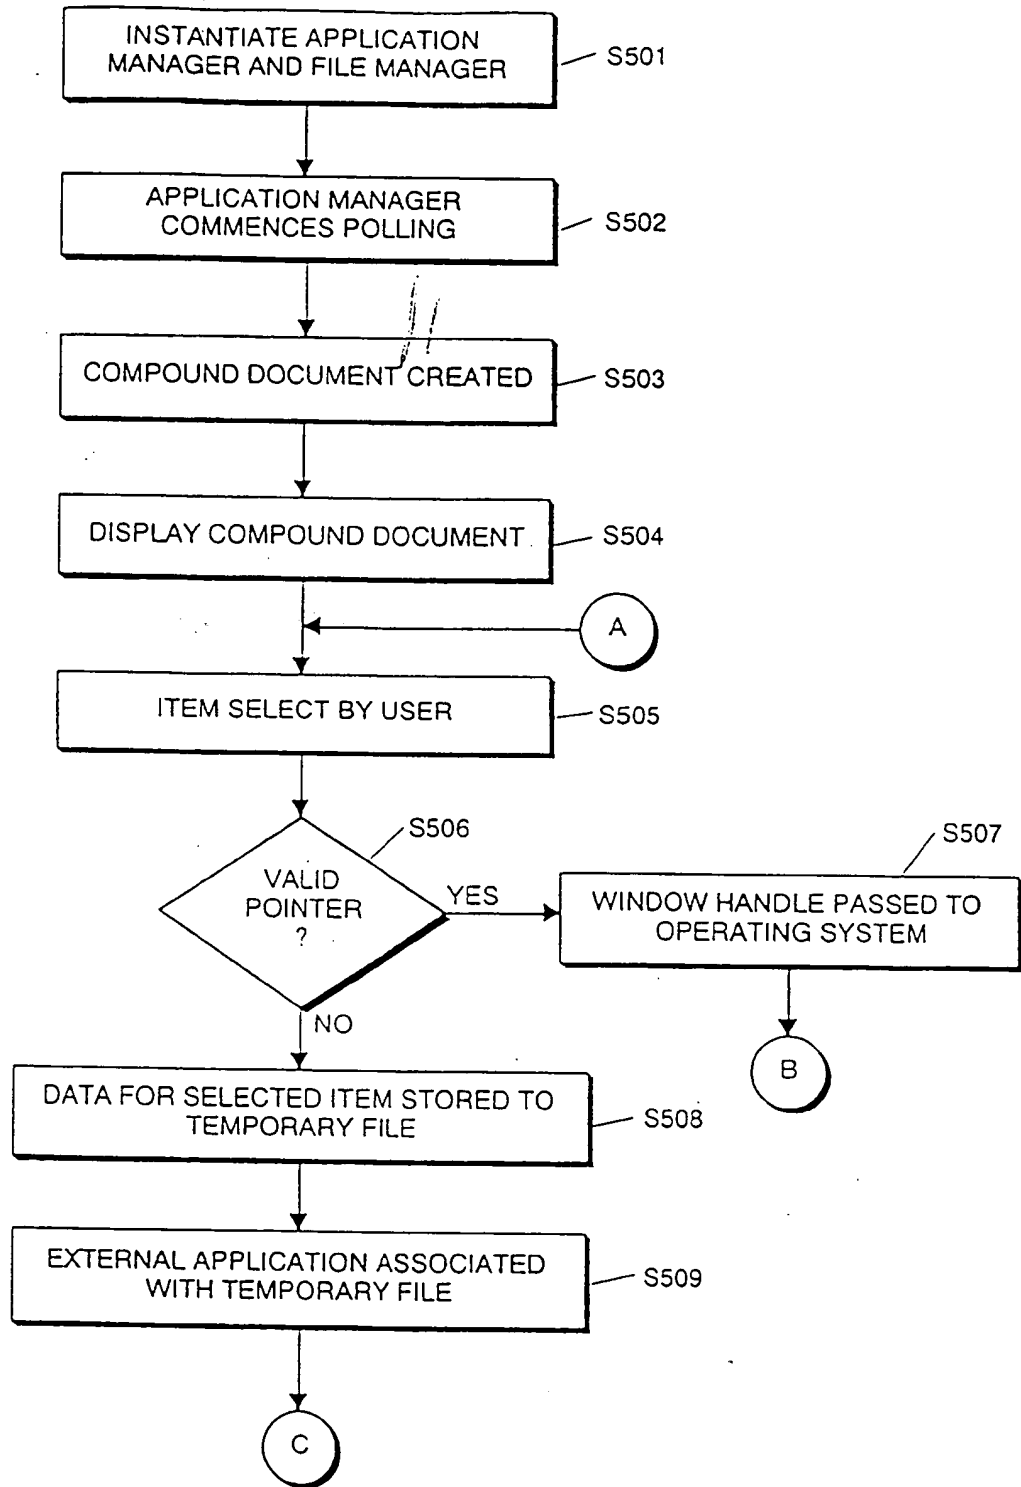 INSTANTIATE APPLICATION
MANAGER AND FILE MANAGER
S501
APPLICATION MANAGER
COMMENCES POLLING
S502
COMPOUND DOCUMENT CREATED
S503
DISPLAY COMPOUND DOCUMENT
S504
A
ITEM SELECT BY USER
S505
S506
VALID
POINTER
?
YES
S507
WINDOW HANDLE PASSED TO
OPERATING SYSTEM
B
NO
DATA FOR SELECTED ITEM STORED TO
TEMPORARY FILE
S508
EXTERNAL APPLICATION ASSOCIATED
WITH TEMPORARY FILE
S509
C